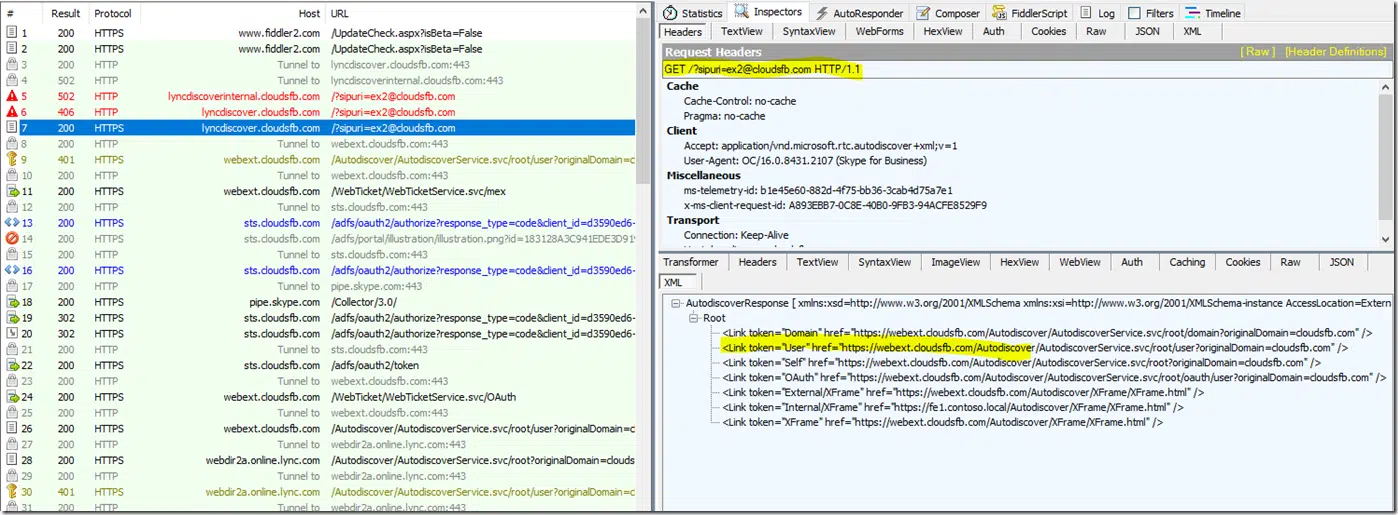 # Result Protocol Host URL
1 200 HTTPS www.fiddler2.com /UpdateCheck.aspx?isBeta=False
2 200 HTTPS www.fiddler2.com /UpdateCheck.aspx?isBeta=False
3 200 HTTP Tunnel to lyncdiscover.cloudsfb.com:443
4 502 HTTP Tunnel to lyncdiscoverinternal.cloudsfb.com:443
5 502 HTTP lyncdiscoverinternal.cloudsfb.com /?sipuri=ex2@cloudsfb.com
6 406 HTTP lyncdiscover.cloudsfb.com /?sipuri=ex2@cloudsfb.com
7 200 HTTPS lyncdiscover.cloudsfb.com /?sipuri=ex2@cloudsfb.com
8 200 HTTP Tunnel to webext.cloudsfb.com:443
9 401 HTTPS webext.cloudsfb.com /Autodiscover/AutodiscoverService.svc/root/user?originalDomain=c
10 200 HTTP Tunnel to webext.cloudsfb.com:443
11 200 HTTPS webext.cloudsfb.com /WebTicket/WebTicketService.svc/mex
12 200 HTTP Tunnel to sts.cloudsfb.com:443
13 200 HTTPS sts.cloudsfb.com /adfs/oauth2/authorize?response_type=code&client_id=d3590ed6-
14 200 HTTPS sts.cloudsfb.com /adfs/portal/illustration/illustration.png?id=183128A3C941EDE3D919
15 200 HTTP Tunnel to sts.cloudsfb.com:443
16 200 HTTPS sts.cloudsfb.com /adfs/oauth2/authorize?response_type=code&client_id=d3590ed6-
17 200 HTTP Tunnel to pipe.skype.com:443
18 200 HTTPS pipe.skype.com /Collector/3.0/
19 302 HTTPS sts.cloudsfb.com /adfs/oauth2/authorize?response_type=code&client_id=d3590ed6-
20 302 HTTPS sts.cloudsfb.com /adfs/oauth2/authorize?response_type=code&client_id=d3590ed6-
21 200 HTTP Tunnel to sts.cloudsfb.com:443
22 200 HTTPS sts.cloudsfb.com /adfs/oauth2/token
23 200 HTTP Tunnel to webext.cloudsfb.com:443
24 200 HTTPS webext.cloudsfb.com /WebTicket/WebTicketService.svc/OAuth
25 200 HTTP Tunnel to webext.cloudsfb.com:443
26 200 HTTPS webext.cloudsfb.com /Autodiscover/AutodiscoverService.svc/root/user?originalDomain=c
27 200 HTTP Tunnel to webdir2a.online.lync.com:443
28 200 HTTPS webdir2a.online.lync.com /Autodiscover/AutodiscoverService.svc/root?originalDomain=clouds
29 200 HTTP Tunnel to webdir2a.online.lync.com:443
30 401 HTTPS webdir2a.online.lync.com /Autodiscover/AutodiscoverService.svc/root/user?originalDomain=c
31 200 HTTP Tunnel to webdir2a.online.lync.com:443
Statistics Inspectors AutoResponder Composer FiddlerScript Log Filters Timeline
Headers TextView SyntaxView WebForms HexView Auth Cookies Raw JSON XML
Request Headers [ Raw ] [Header Definitions]
GET /?sipuri=ex2@cloudsfb.com HTTP/1.1
Cache
Cache-Control: no-cache
Pragma: no-cache
Client
Accept: application/vnd.microsoft.rtc.autodiscover+xml;v=1
User-Agent: OC/16.0.8431.2107 (Skype for Business)
Miscellaneous
ms-telemetry-id: b1e45e60-882d-4f75-bb36-3cab4d75a7e1
x-ms-client-request-id: A893EBB7-0C8E-40B0-9FB3-94ACFE8529F9
Transport
Connection: Keep-Alive
Transformer Headers TextView SyntaxView ImageView HexView WebView Auth Caching Cookies Raw JSON
XML
AutodiscoverResponse [ xmlns:xsd=http://www.w3.org/2001/XMLSchema xmlns:xsi=http://www.w3.org/2001/XMLSchema-instance AccessLocation=Extern
Root
<Link token="Domain" href="https://webext.cloudsfb.com/Autodiscover/AutodiscoverService.svc/root/domain?originalDomain=cloudsfb.com" />
<Link token="User" href="https://webext.cloudsfb.com/Autodiscover/AutodiscoverService.svc/root/user?originalDomain=cloudsfb.com" />
<Link token="Self" href="https://webext.cloudsfb.com/Autodiscover/AutodiscoverService.svc/root?originalDomain=cloudsfb.com" />
<Link token="OAuth" href="https://webext.cloudsfb.com/Autodiscover/AutodiscoverService.svc/root/oauth/user?originalDomain=cloudsfb.com" />
<Link token="External/XFrame" href="https://webext.cloudsfb.com/Autodiscover/XFrame/XFrame.html" />
<Link token="Internal/XFrame" href="https://fe1.contoso.local/Autodiscover/XFrame/XFrame.html" />
<Link token="XFrame" href="https://webext.cloudsfb.com/Autodiscover/XFrame/XFrame.html" />